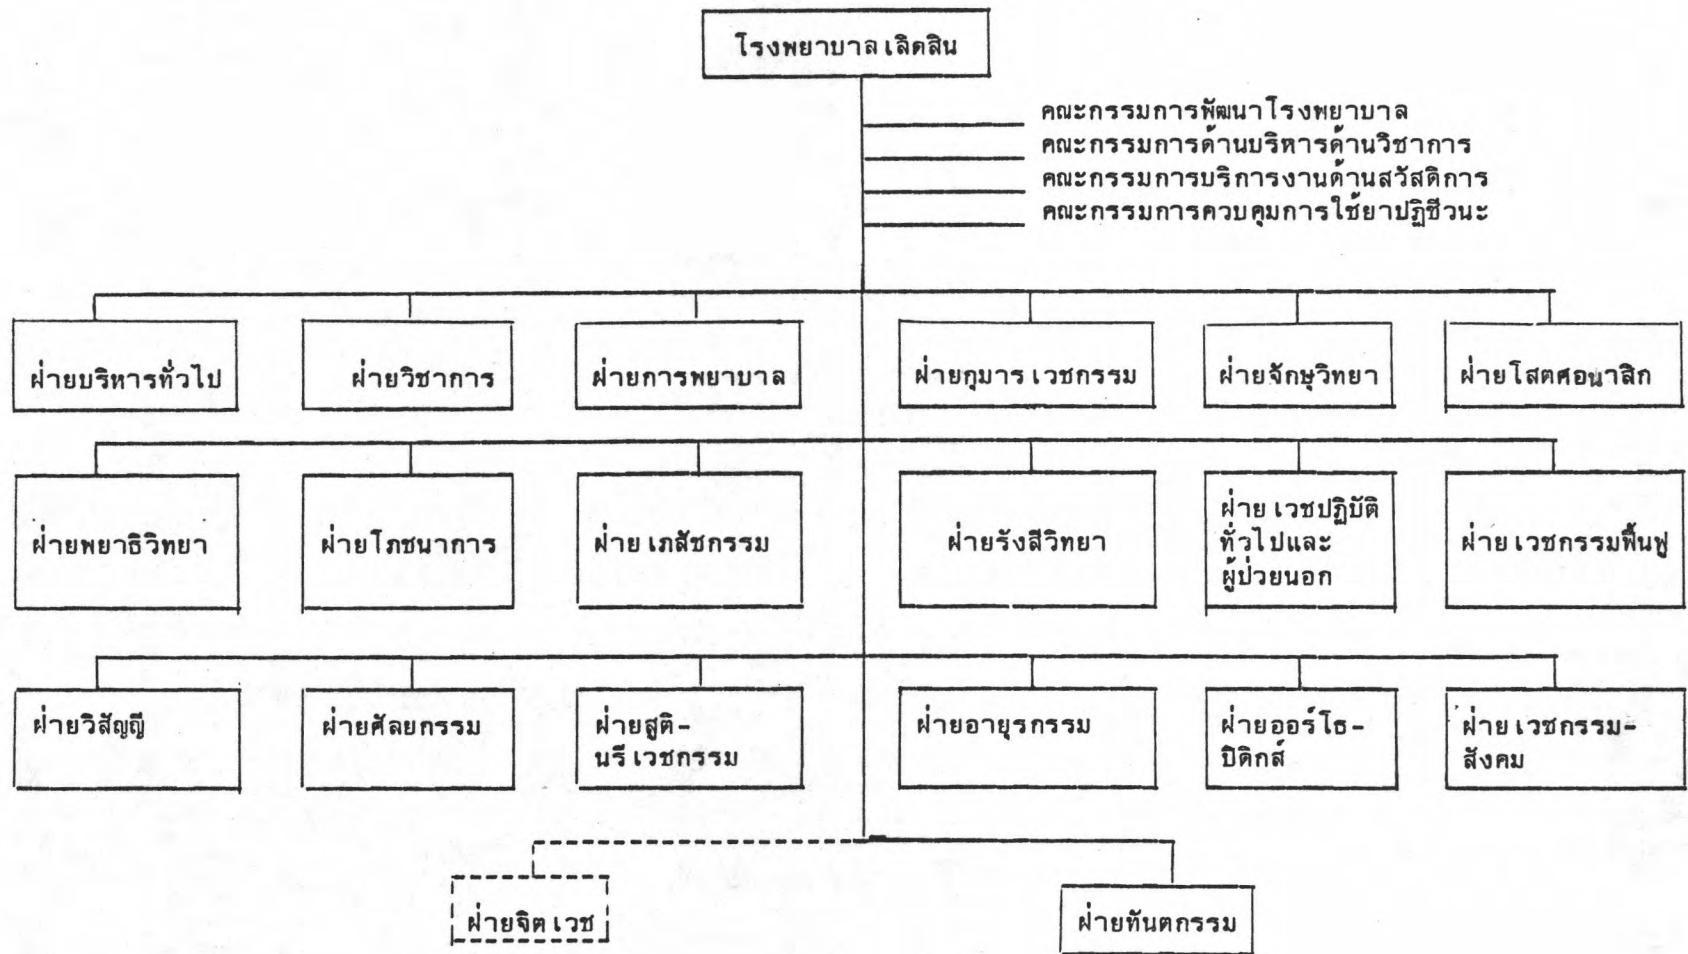 โรงพยาบาลเลิดสิน
คณะกรรมการพัฒนาโรงพยาบาล
คณะกรรมการด้านบริหารด้านวิชาการ
คณะกรรมการบริการงานด้านสวัสดิการ
คณะกรรมการควบคุมการใช้ยาปฏิชีวนะ
ฝ่ายบริหารทั่วไป
ฝ่ายวิชาการ
ฝ่ายการพยาบาล
ฝ่ายกุมารเวชกรรม
ฝ่ายจักษุวิทยา
ฝ่ายโสตศอนาสิก
ฝ่ายพยาธิวิทยา
ฝ่ายโภชนาการ
ฝ่ายเภสัชกรรม
ฝ่ายรังสีวิทยา
ฝ่ายเวชปฏิบัติ
ทั่วไปและ
ผู้ป่วยนอก
ฝ่ายเวชกรรมฟื้นฟู
ฝ่ายวิสัญญี
ฝ่ายศัลยกรรม
ฝ่ายสูติ-
นรีเวชกรรม
ฝ่ายอายุรกรรม
ฝ่ายออร์โธ-
ปิดิกส์
ฝ่ายเวชกรรม-
สังคม
ฝ่ายจิตเวช
ฝ่ายทันตกรรม